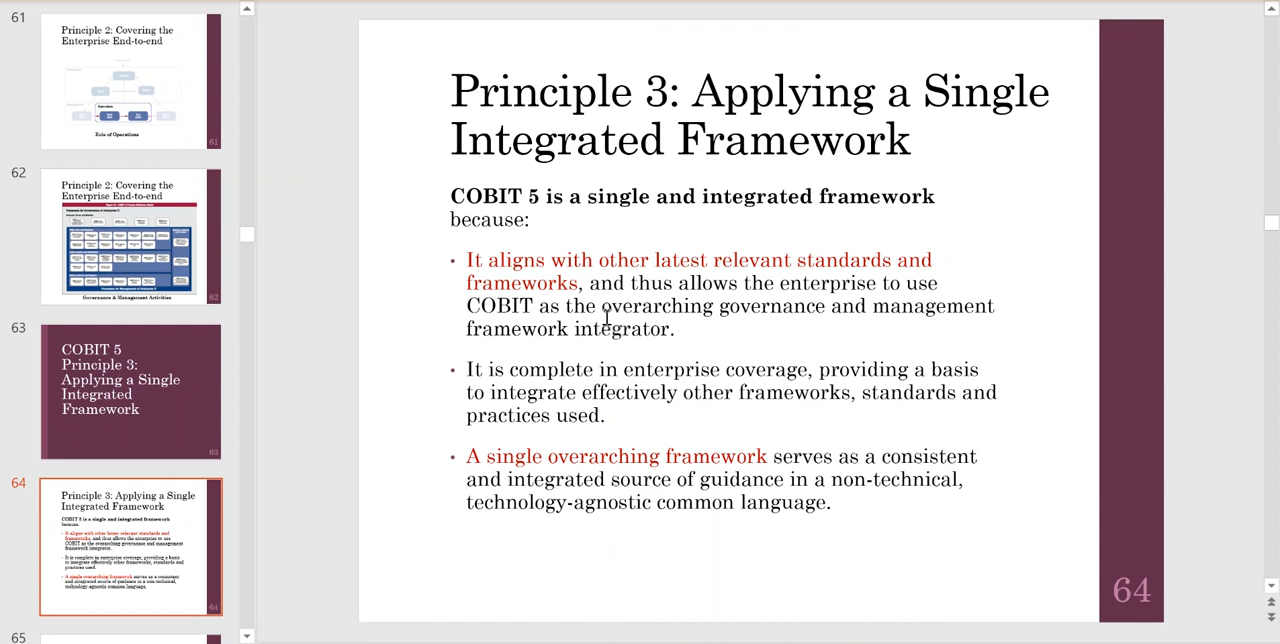 61
Principle 2: Covering the
Enterprise End-to-end
Role of Operations
61
62
Principle 2: Covering the
Enterprise End-to-end
Governance & Management Activities
62
63
COBIT 5
Principle 3:
Applying a Single
Integrated
Framework
63
64
Principle 3: Applying a Single
Integrated Framework
COBIT 5 is a single and integrated framework
because:
It aligns with other latest relevant standards and
frameworks, and thus allows the enterprise to use
COBIT as the overarching governance and management
framework integrator.
It is complete in enterprise coverage, providing a basis
to integrate effectively other frameworks, standards and
practices used.
A single overarching framework serves as a consistent
and integrated source of guidance in a non-technical,
technology-agnostic common language.
64
65
Principle 3: Applying a Single
Integrated Framework
COBIT 5 is a single and integrated framework
because:
• It aligns with other latest relevant standards and
frameworks, and thus allows the enterprise to use
COBIT as the overarching governance and management
framework integrator.
• It is complete in enterprise coverage, providing a basis
to integrate effectively other frameworks, standards and
practices used.
• A single overarching framework serves as a consistent
and integrated source of guidance in a non-technical,
technology-agnostic common language.
64